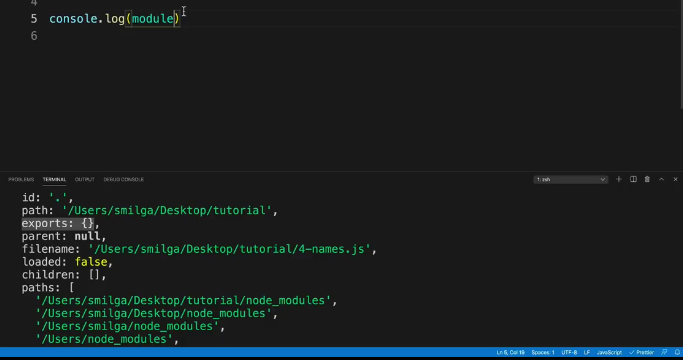 4
5 console.log(module)
6
PROBLEMS TERMINAL OUTPUT DEBUG CONSOLE 1: zsh
id: '.',
path: '/Users/smilga/Desktop/tutorial',
exports: {},
parent: null,
filename: '/Users/smilga/Desktop/tutorial/4-names.js',
loaded: false,
children: [],
paths: [
'/Users/smilga/Desktop/tutorial/node_modules',
'/Users/smilga/Desktop/node_modules',
'/Users/smilga/node_modules',
'/Users/node_modules',
Ln 5, Col 19 Spaces: 1 UTF-8 LF JavaScript Prettier